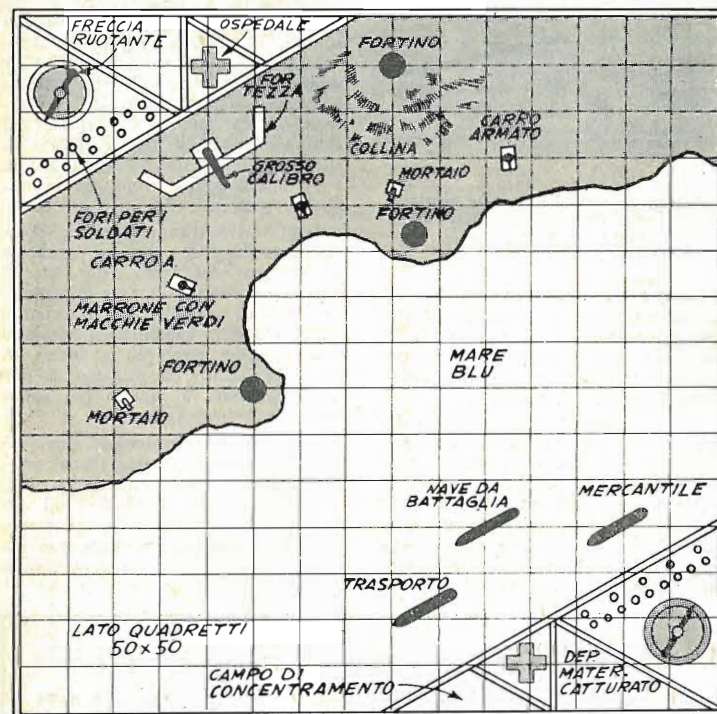 FRECCIA
RUOTANTE
OSPEDALE
FORTINO
FOR
TEZZA
CARRO
ARMATO
COLLINA
GROSSO
CALIBRO
MORTAIO
FORI PER I
SOLDATI
FORTINO
CARRO A.
MARRONE CON
MACCHIE VERDI
MARE
BLU
FORTINO
MORTAIO
NAVE DA
BATTAGLIA
MERCANTILE
TRASPORTO
LATO QUADRETTI
50x50
CAMPO DI
CONCENTRAMENTO
DEP.
MATER.
CATTURATO